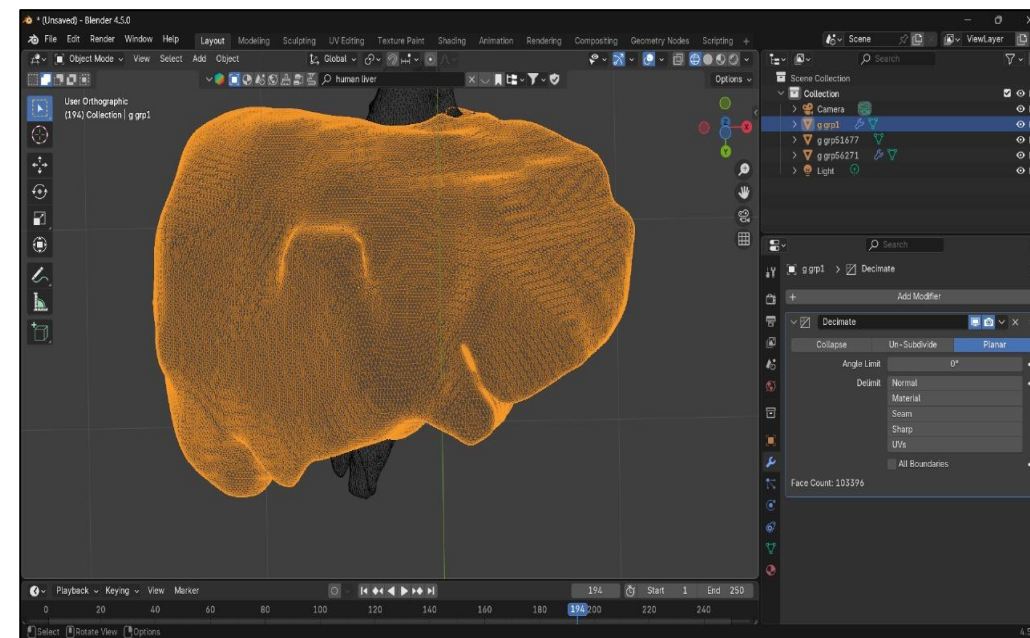 * (Unsaved) - Blender 4.5.0
File Edit Render Window Help Layout Modeling Sculpting UV Editing Texture Paint Shading Animation Rendering Compositing Geometry Nodes Scripting + Scene ViewLayer
Object Mode View Select Add Object Global Search
human liver Options
Scene Collection
Collection
Camera
g grp1
g grp51677
g grp56271
Light
User Orthographic
(194) Collection | g grp1
X
Y
Z
Search
g grp1 > Decimate
+ Add Modifier
Decimate
Collapse Un-Subdivide Planar
Angle Limit 0°
Delimit Normal
Material
Seam
Sharp
UVs
All Boundaries
Face Count: 103396
Playback Keying View Marker 194 Start 1 End 250
0 20 40 60 80 100 120 140 160 180 194 200 220 240
Select Rotate View Options